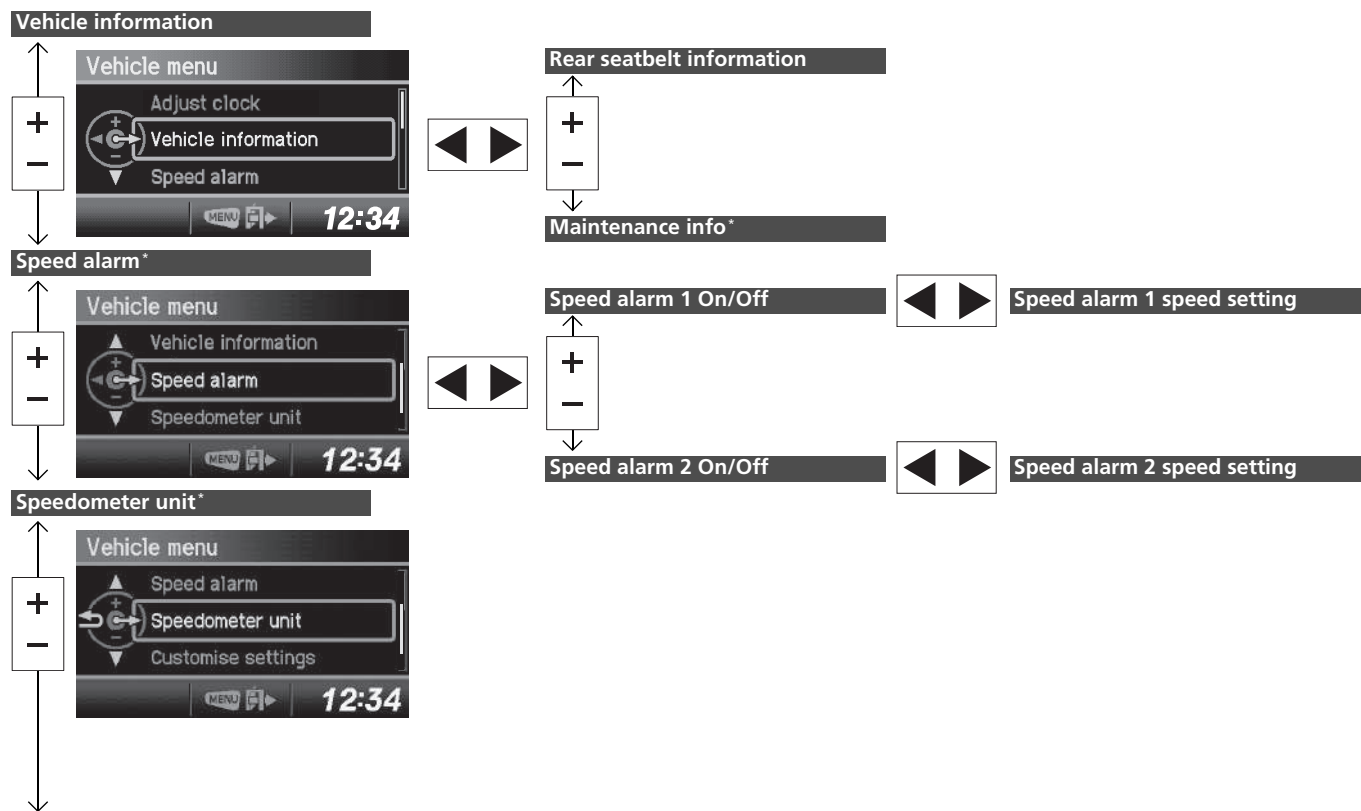 Vehicle information
Vehicle menu
Adjust clock
+
−
Vehicle information
Speed alarm
MENU
12:34
+
−
Rear seatbelt information
+
−
Maintenance info*
Speed alarm*
Vehicle menu
Vehicle information
+
−
Speed alarm
Speedometer unit
MENU
12:34
+
−
Speed alarm 1 On/Off
Speed alarm 1 speed setting
+
−
Speed alarm 2 On/Off
Speed alarm 2 speed setting
Speedometer unit*
Vehicle menu
Speed alarm
+
−
Speedometer unit
Customise settings
MENU
12:34
+
−